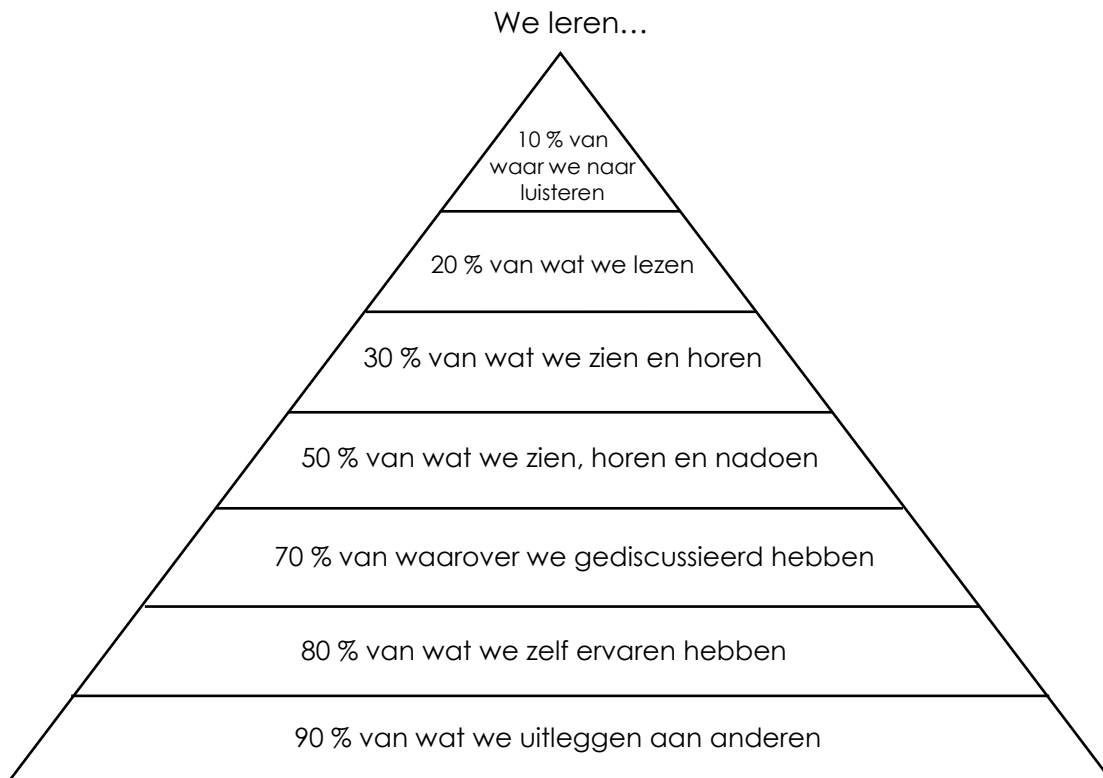 We leren…
10 % van
waar we naar
luisteren
20 % van wat we lezen
30 % van wat we zien en horen
50 % van wat we zien, horen en nadoen
70 % van waarover we gediscussieerd hebben
80 % van wat we zelf ervaren hebben
90 % van wat we uitleggen aan anderen